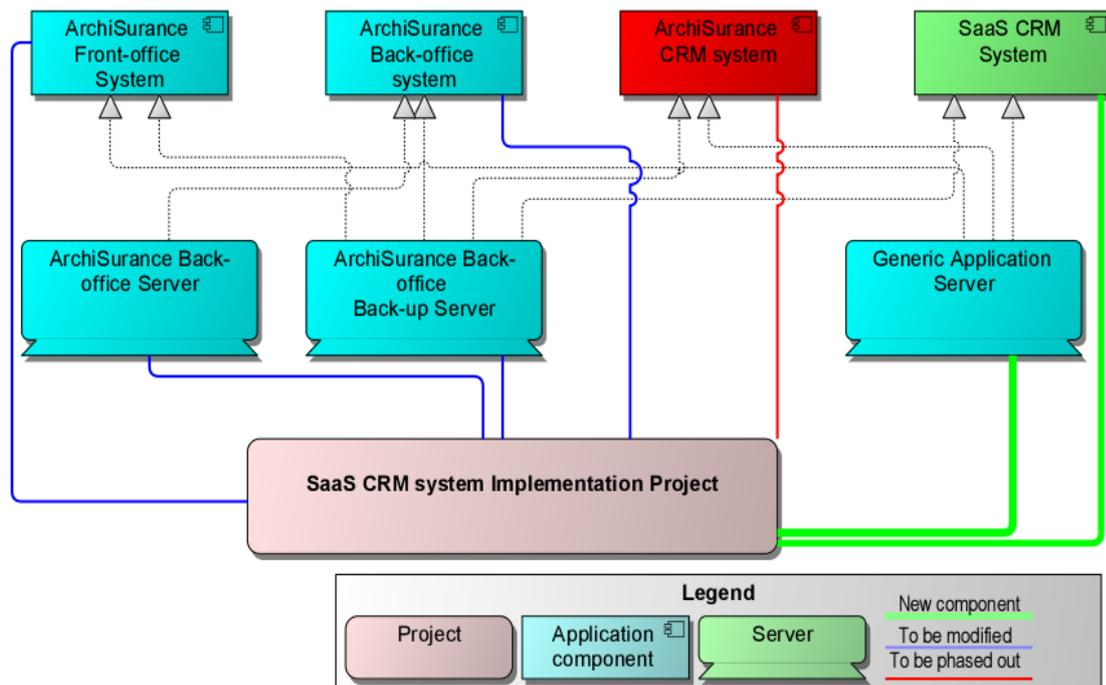 ArchiSurance
Front-office
System
ArchiSurance
Back-office
system
ArchiSurance
CRM system
SaaS CRM
System
ArchiSurance Back-
office Server
ArchiSurance Back-
office
Back-up Server
Generic Application
Server
SaaS CRM system Implementation Project
Legend
Project
Application
component
Server
New component
To be modified
To be phased out